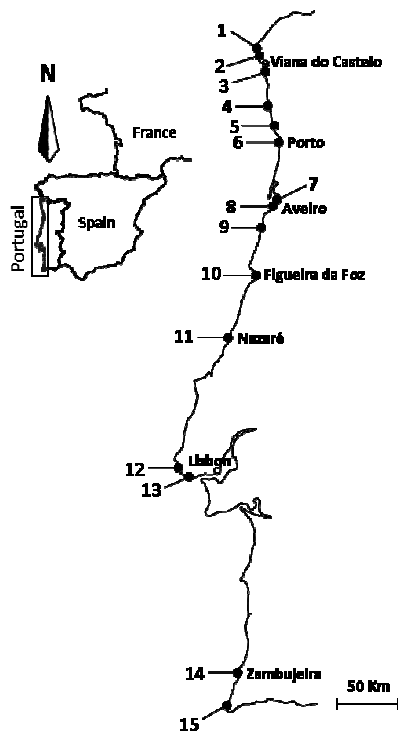 1
2
Viana do Castelo
3
N
4
France
5
6
Porto
7
8
Aveiro
Portugal
Spain
9
10
Figueira da Foz
11
Nazaré
Lisbon
12
13
14
Zambujeira
50 Km
15